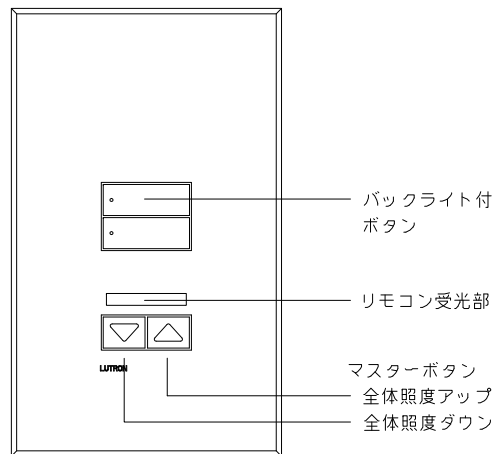 バックライト付
ボタン
リモコン受光部
LUTRON
マスターボタン
全体照度アップ
全体照度ダウン